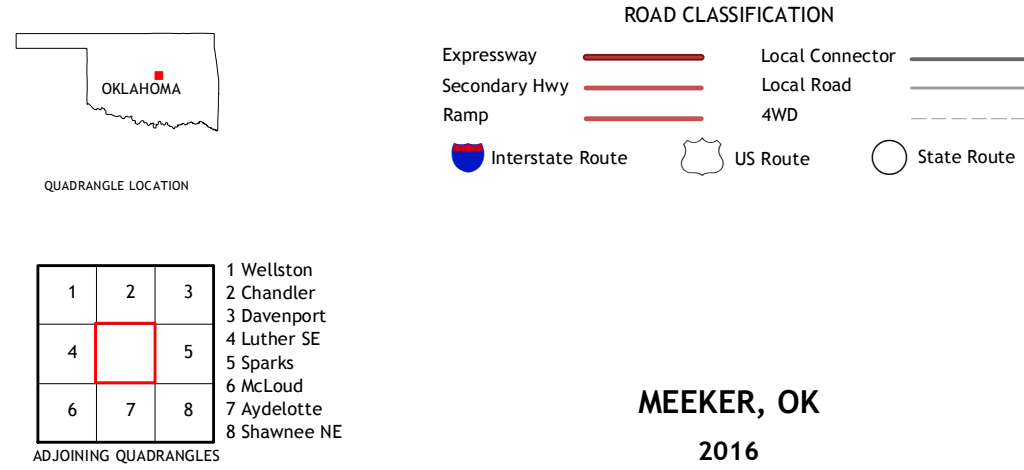 OKLAHOMA
QUADRANGLE LOCATION
ROAD CLASSIFICATION
Expressway
Secondary Hwy
Ramp
Local Connector
Local Road
4WD
Interstate Route
US Route
State Route
1 2 3
4 5
6 7 8
1 Wellston
2 Chandler
3 Davenport
4 Luther SE
5 Sparks
6 McLoud
7 Aydelotte
8 Shawnee NE
ADJOINING QUADRANGLES
MEEKER, OK
2016